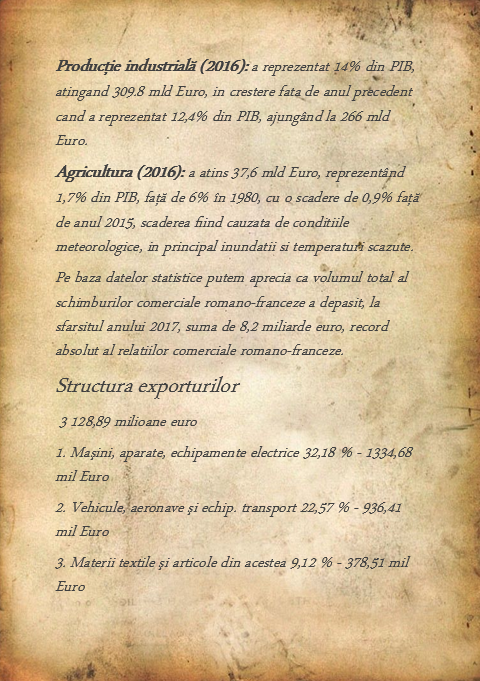 Producție industrială (2016): a reprezentat 14% din PIB,
atingand 309.8 mld Euro, in crestere fata de anul precedent
cand a reprezentat 12,4% din PIB, ajungând la 266 mld
Euro.
Agricultura (2016): a atins 37,6 mld Euro, reprezentând
1,7% din PIB, față de 6% în 1980, cu o scadere de 0,9% față
de anul 2015, scaderea fiind cauzata de conditiile
meteorologice, in principal inundatii si temperaturi scazute.
Pe baza datelor statistice putem aprecia ca volumul total al
schimburilor comerciale romano-franceze a depasit, la
sfarsitul anului 2017, suma de 8,2 miliarde euro, record
absolut al relatiilor comerciale romano-franceze.
Structura exporturilor
3 128,89 milioane euro
1. Mașini, aparate, echipamente electrice 32,18 % - 1334,68
mil Euro
2. Vehicule, aeronave şi echip. transport 22,57 % - 936,41
mil Euro
3. Materii textile şi articole din acestea 9,12 % - 378,51 mil
Euro